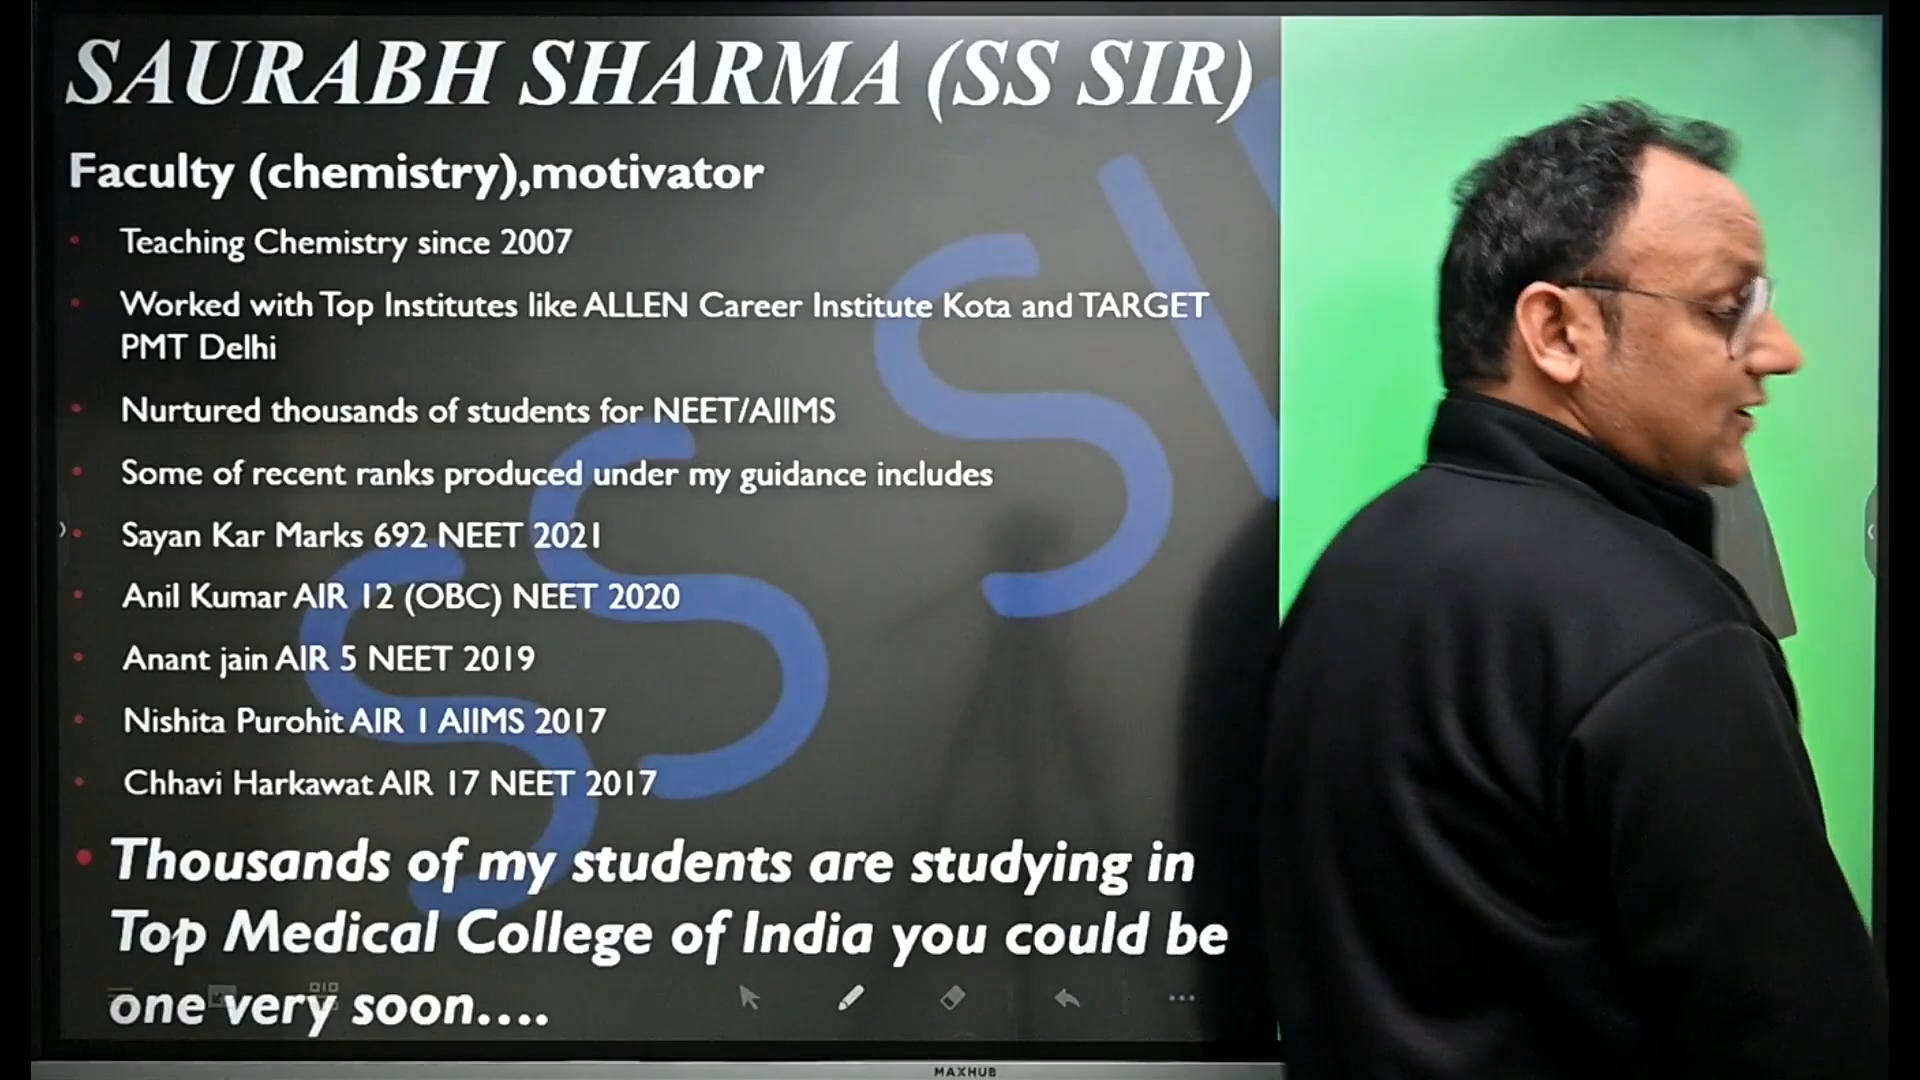 SAURABH SHARMA (SS SIR)
Faculty (chemistry),motivator
Teaching Chemistry since 2007
Worked with Top Institutes like ALLEN Career Institute Kota and TARGET
PMT Delhi
Nurtured thousands of students for NEET/AIIMS
Some of recent ranks produced under my guidance includes
Sayan Kar Marks 692 NEET 2021
Anil Kumar AIR 12 (OBC) NEET 2020
Anant jain AIR 5 NEET 2019
Nishita Purohit AIR 1 AIIMS 2017
Chhavi Harkawat AIR 17 NEET 2017
Thousands of my students are studying in
Top Medical College of India you could be
one very soon....
SS SIR
MAXHUB